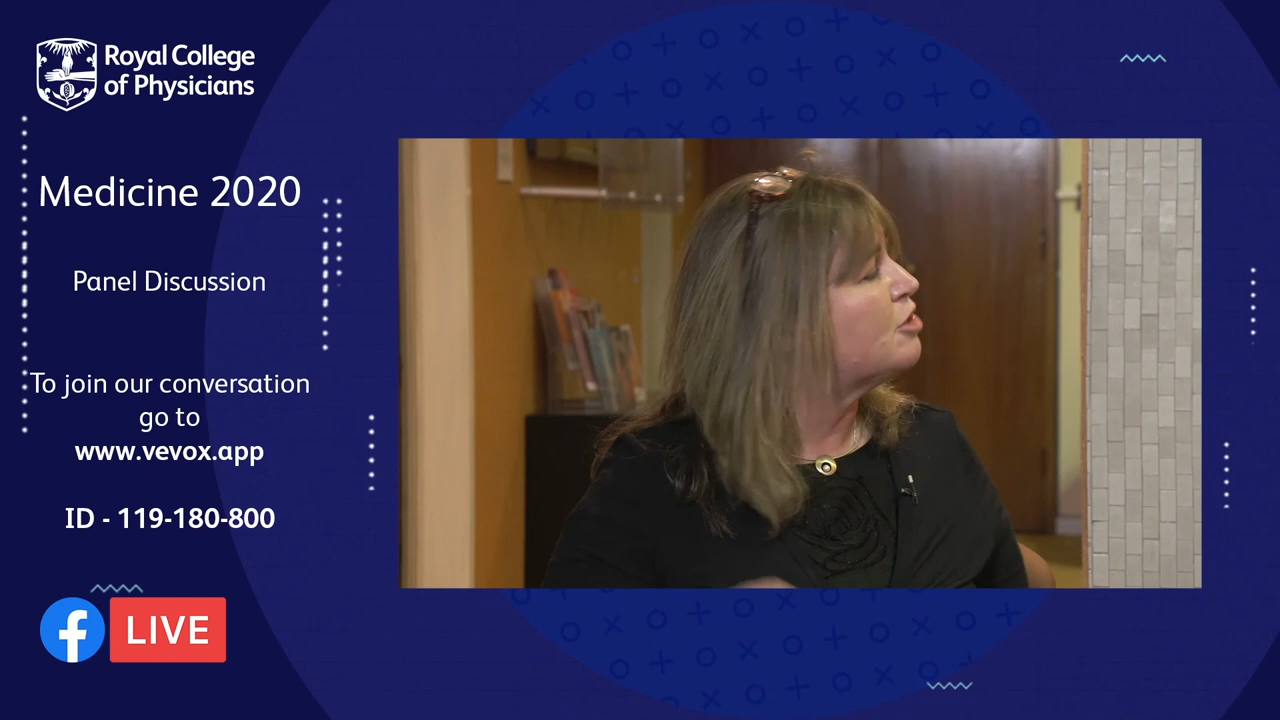 Royal College
of Physicians
Medicine 2020
Panel Discussion
To join our conversation
go to
www.vevox.app
ID - 119-180-800
LIVE